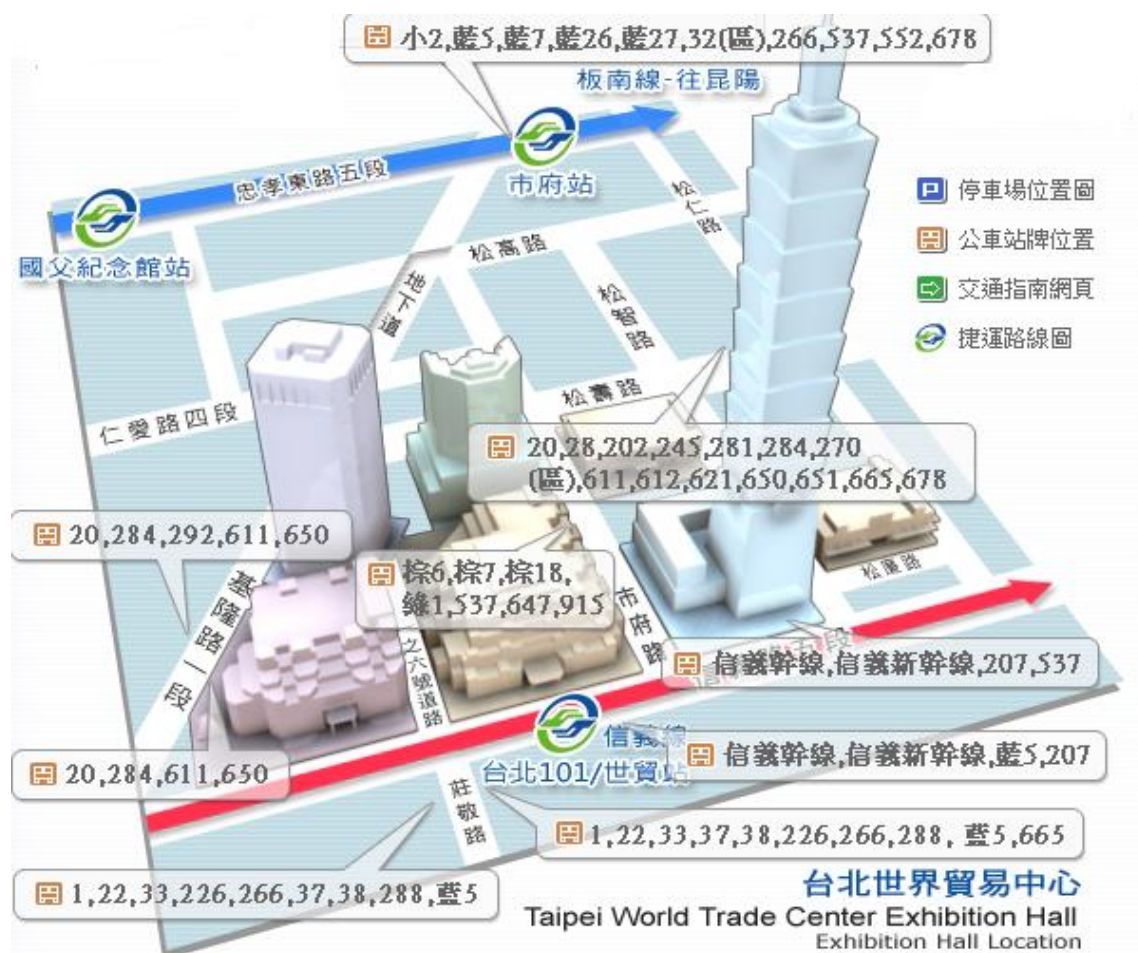 小2,藍5,藍7,藍26,藍27,32(區),266,537,552,678
板南線-往昆陽
忠孝東路五段
市府站
國父紀念館站
松仁路
停車場位置圖
公車站牌位置
交通指南網頁
捷運路線圖
松高路
地下道
松智路
仁愛路四段
松壽路
20,28,202,245,281,284,270
(區),611,612,621,650,651,665,678
20,284,292,611,650
棕6,棕7,棕18,
綠1,537,647,915
松廉路
基隆路一段
市府路
之六號道路
五段
信義幹線,信義新幹線,207,537
信義線
台北101/世貿站
信義幹線,信義新幹線,藍5,207
20,284,611,650
莊敬路
1,22,33,37,38,226,266,288, 藍5,665
1,22,33,226,266,37,38,288,藍5
台北世界貿易中心
Taipei World Trade Center Exhibition Hall
Exhibition Hall Location